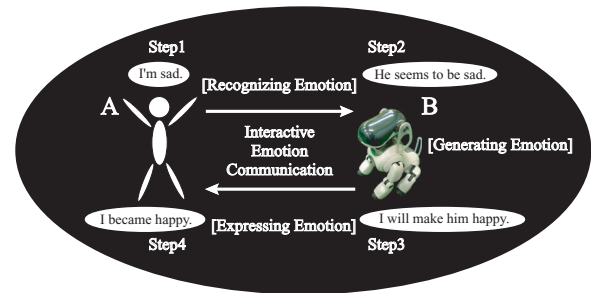 Step1
Step2
I'm sad.
He seems to be sad.
[Recognizing Emotion]
A
B
Interactive
Emotion
Communication
[Generating Emotion]
I became happy.
[Expressing Emotion]
I will make him happy.
Step4
Step3